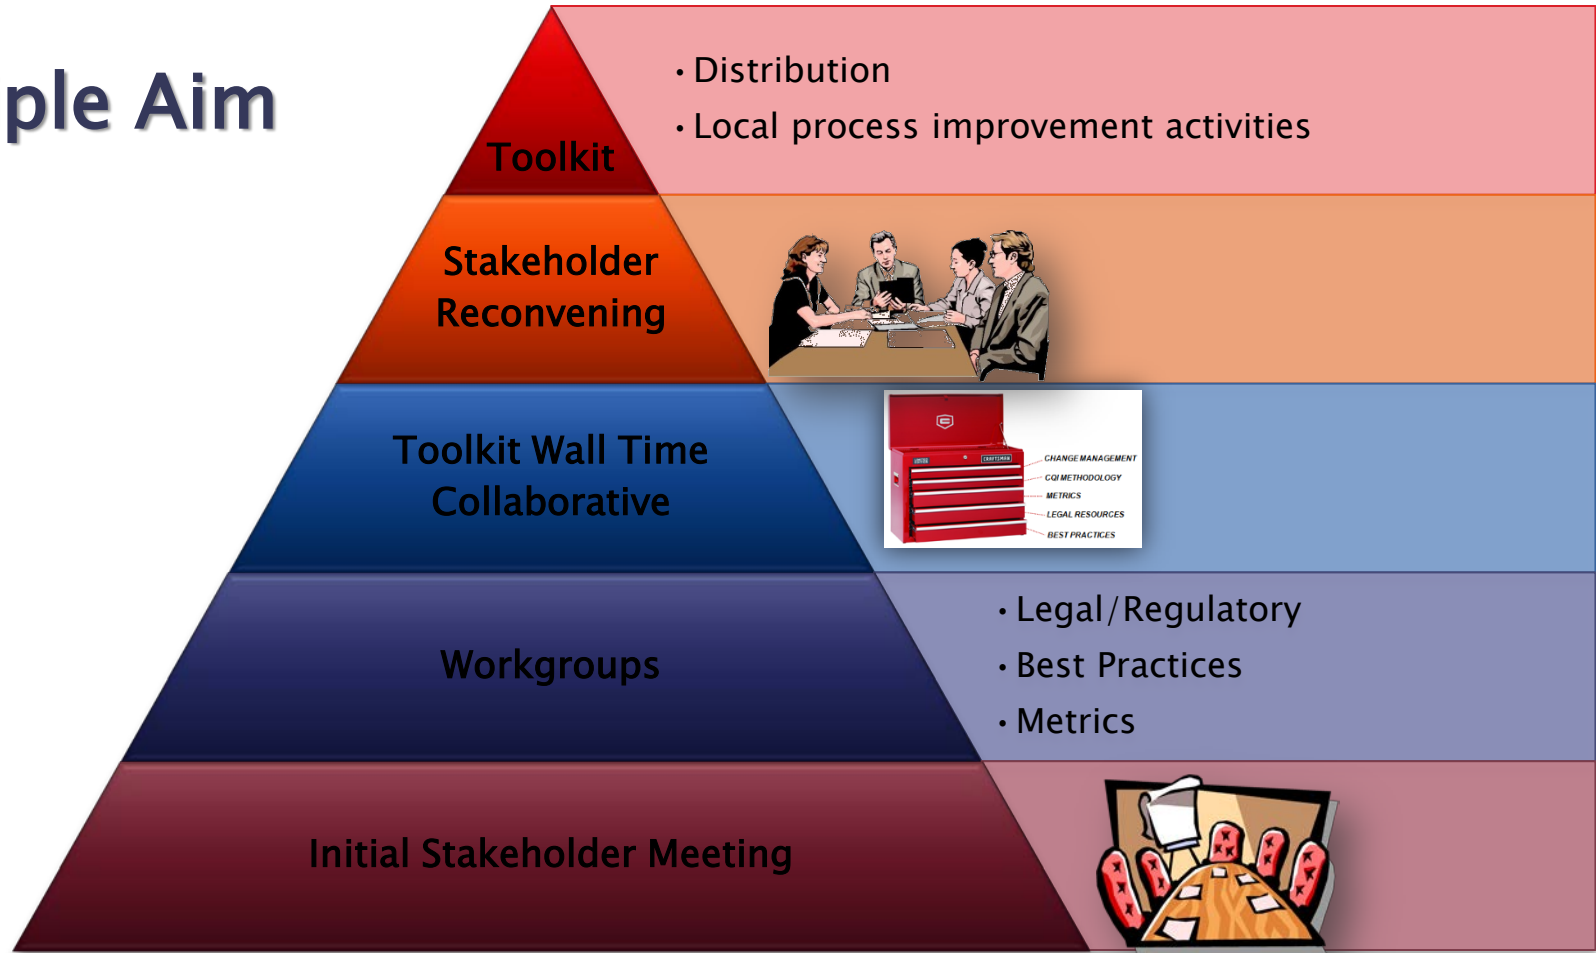 ple Aim
• Distribution
• Local process improvement activities
Toolkit
Stakeholder
Reconvening
Toolkit Wall Time
Collaborative
CRAFTSMAN
CHANGE MANAGEMENT
CQI METHODOLOGY
METRICS
LEGAL RESOURCES
BEST PRACTICES
Workgroups
• Legal/Regulatory
• Best Practices
• Metrics
Initial Stakeholder Meeting